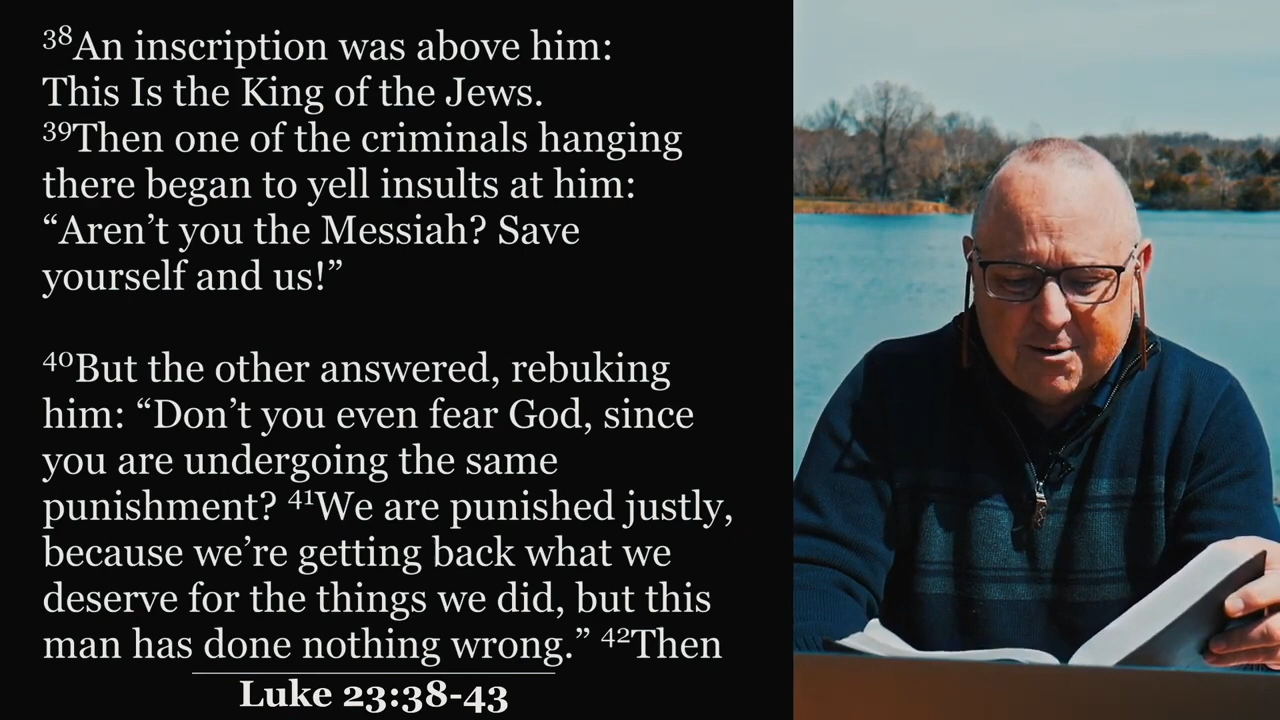 ³⁸An inscription was above him:
This Is the King of the Jews.
³⁹Then one of the criminals hanging
there began to yell insults at him:
“Aren’t you the Messiah? Save
yourself and us!”
⁴⁰But the other answered, rebuking
him: “Don’t you even fear God, since
you are undergoing the same
punishment? ⁴¹We are punished justly,
because we’re getting back what we
deserve for the things we did, but this
man has done nothing wrong.” ⁴²Then
Luke 23:38-43